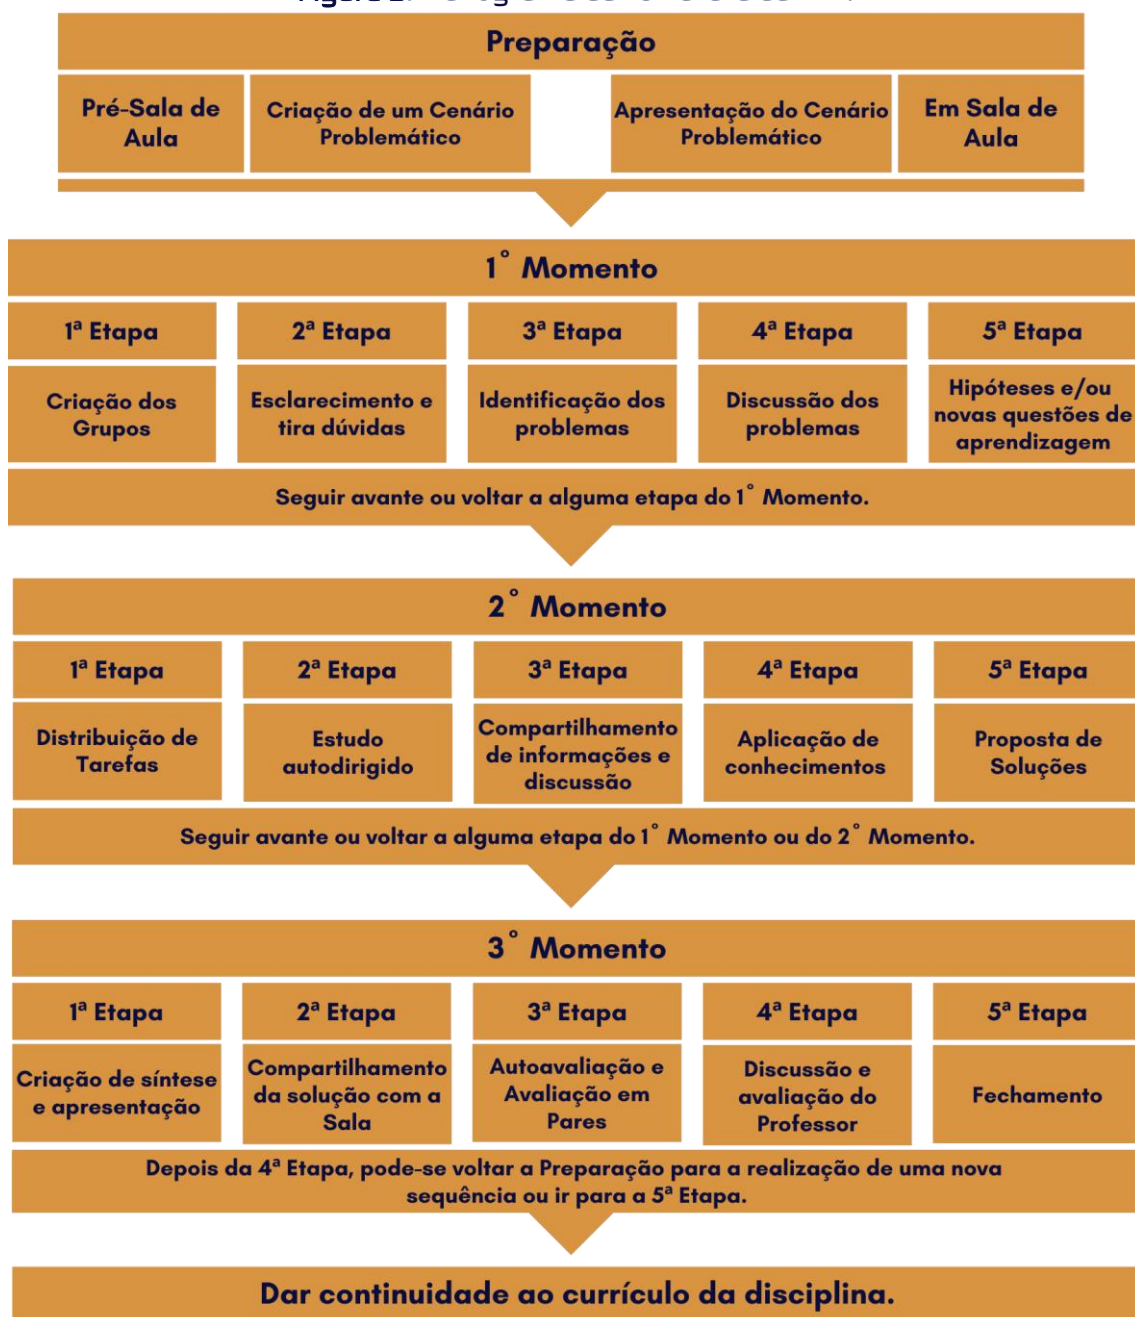 Preparação
Pré-Sala de
Aula
Criação de um Cenário
Problemático
Apresentação do Cenário
Problemático
Em Sala de
Aula
1° Momento
1ª Etapa
2ª Etapa
3ª Etapa
4ª Etapa
5ª Etapa
Criação dos
Grupos
Esclarecimento e
tira dúvidas
Identificação dos
problemas
Discussão dos
problemas
Hipóteses e/ou
novas questões de
aprendizagem
Seguir avante ou voltar a alguma etapa do 1° Momento.
2° Momento
1ª Etapa
2ª Etapa
3ª Etapa
4ª Etapa
5ª Etapa
Distribuição de
Tarefas
Estudo
autodirigido
Compartilhamento
de informações e
discussão
Aplicação de
conhecimentos
Proposta de
Soluções
Seguir avante ou voltar a alguma etapa do 1° Momento ou do 2° Momento.
3° Momento
1ª Etapa
2ª Etapa
3ª Etapa
4ª Etapa
5ª Etapa
Criação de síntese
e apresentação
Compartilhamento
da solução com a
Sala
Autoavaliação e
Avaliação em
Pares
Discussão e
avaliação do
Professor
Fechamento
Depois da 4ª Etapa, pode-se voltar a Preparação para a realização de uma nova
sequência ou ir para a 5ª Etapa.
Dar continuidade ao currículo da disciplina.